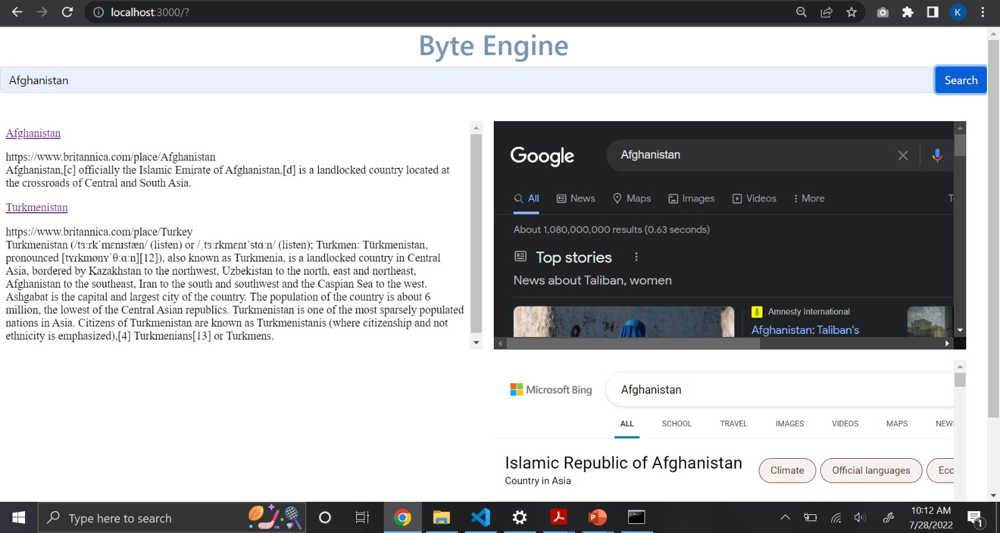 localhost:3000/?
K
Byte Engine
Afghanistan
Search
Afghanistan
https://www.britannica.com/place/Afghanistan
Afghanistan,[c] officially the Islamic Emirate of Afghanistan,[d] is a landlocked country located at
the crossroads of Central and South Asia.
Turkmenistan
https://www.britannica.com/place/Turkey
Turkmenistan (/tɜːrkˈmɛnɪstæn/ (listen) or /ˌtɜːrkmɛnɪˈstɑːn/ (listen); Turkmen: Türkmenistan,
pronounced [tʏɾkmønʏˈθːɑːn][12]), also known as Turkmenia, is a landlocked country in Central
Asia, bordered by Kazakhstan to the northwest, Uzbekistan to the north, east and northeast,
Afghanistan to the southeast, Iran to the south and southwest and the Caspian Sea to the west.
Ashgabat is the capital and largest city of the country. The population of the country is about 6
million, the lowest of the Central Asian republics. Turkmenistan is one of the most sparsely populated
nations in Asia. Citizens of Turkmenistan are known as Turkmenistanis (where citizenship and not
ethnicity is emphasized),[4] Turkmenians[13] or Turkmens.
Google
Afghanistan
All News Maps Images Videos More
About 1,080,000,000 results (0.63 seconds)
Top stories
News about Taliban, women
Amnesty International
Afghanistan: Taliban's
Microsoft Bing
Afghanistan
ALL SCHOOL TRAVEL IMAGES VIDEOS MAPS NEWS
Islamic Republic of Afghanistan
Country in Asia
Climate
Official languages
Eco
Type here to search
10:12 AM
7/28/2022
1